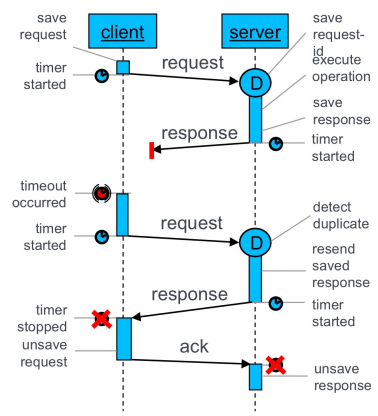 client
server
save
request
save
request-
id
timer
started
request
D
execute
operation
save
response
response
timer
started
timeout
occurred
timer
started
request
D
detect
duplicate
resend
saved
response
response
timer
started
timer
stopped
unsave
request
ack
unsave
response